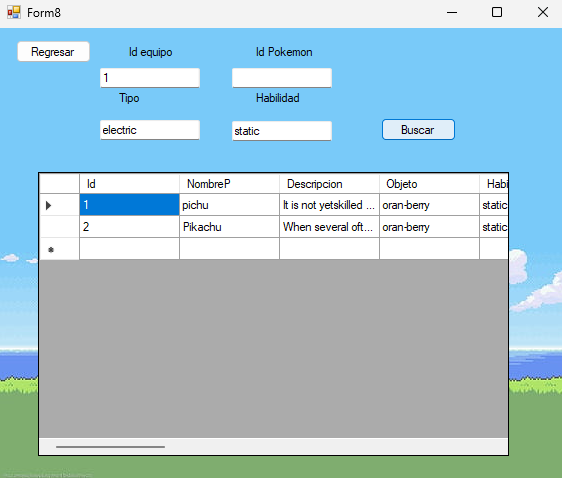 Form8
Regresar Id equipo Id Pokemon
1
Tipo Habilidad
electric static Buscar
Id NombreP Descripcion Objeto Habi
1 pichu It is not yetskilled ... oran-berry static
2 Pikachu When several oft... oran-berry static